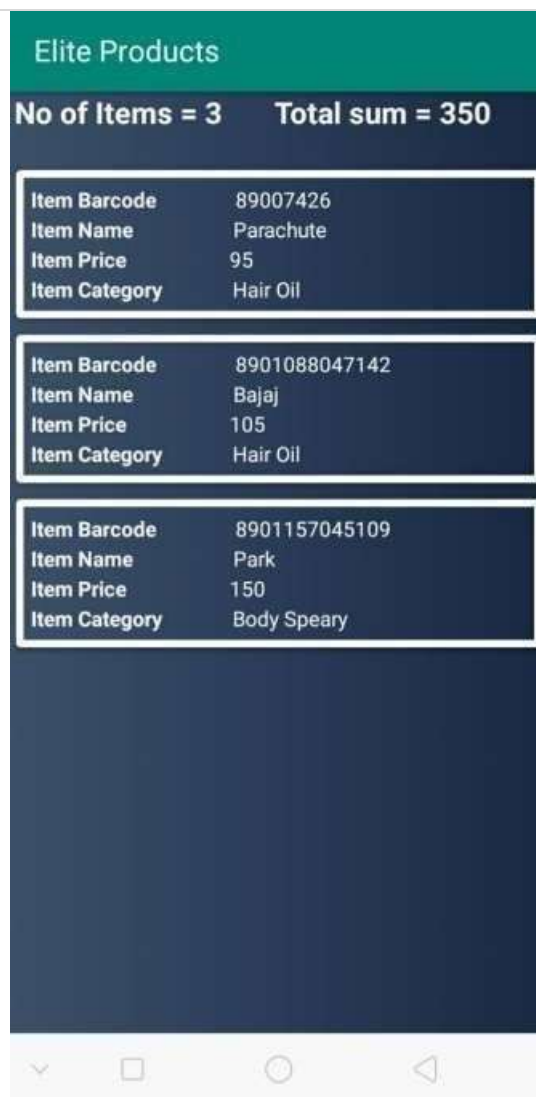 Elite Products
No of Items = 3 Total sum = 350
Item Barcode 89007426
Item Name Parachute
Item Price 95
Item Category Hair Oil
Item Barcode 8901088047142
Item Name Bajaj
Item Price 105
Item Category Hair Oil
Item Barcode 8901157045109
Item Name Park
Item Price 150
Item Category Body Speary